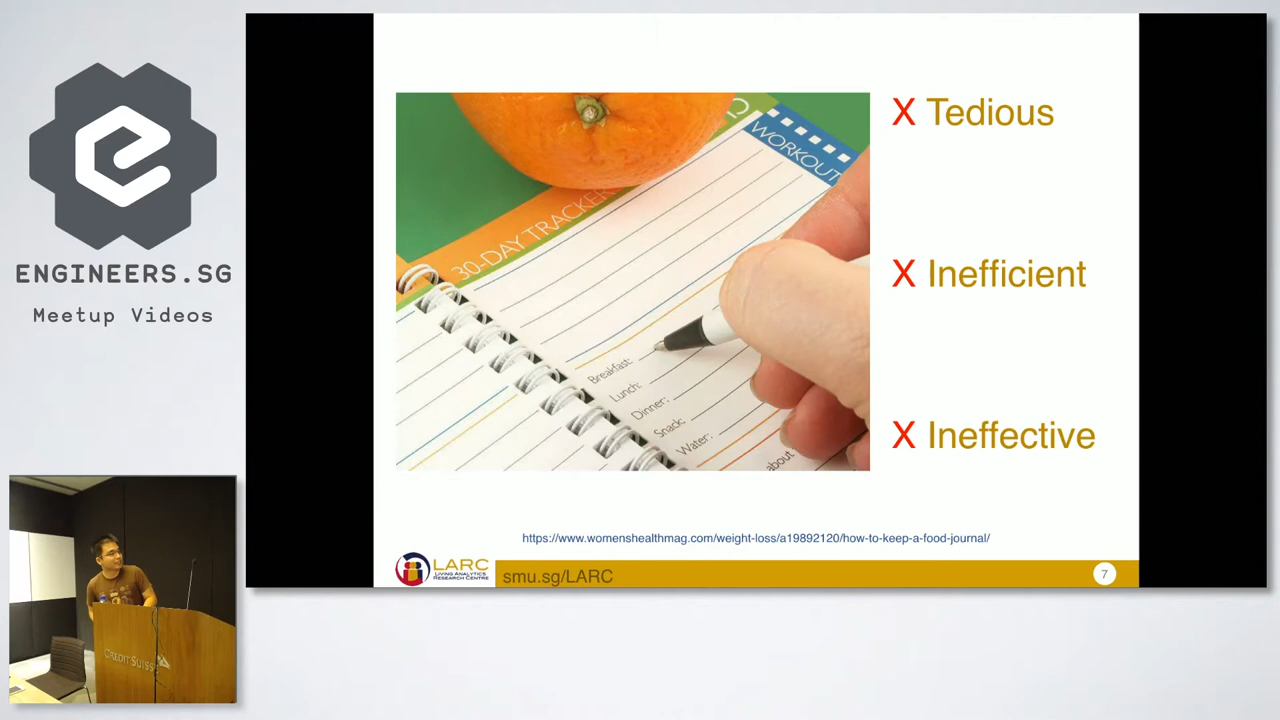 ENGINEERS.SG
Meetup Videos
X Tedious
X Inefficient
X Ineffective
WORKOUT
30-DAY TRACKER
Breakfast:
Lunch:
Dinner:
Snack:
Water:
about
https://www.womenshealthmag.com/weight-loss/a19892120/how-to-keep-a-food-journal/
LARC
LIVING ANALYTICS
RESEARCH CENTRE
smu.sg/LARC
7
CREDIT SUISSE